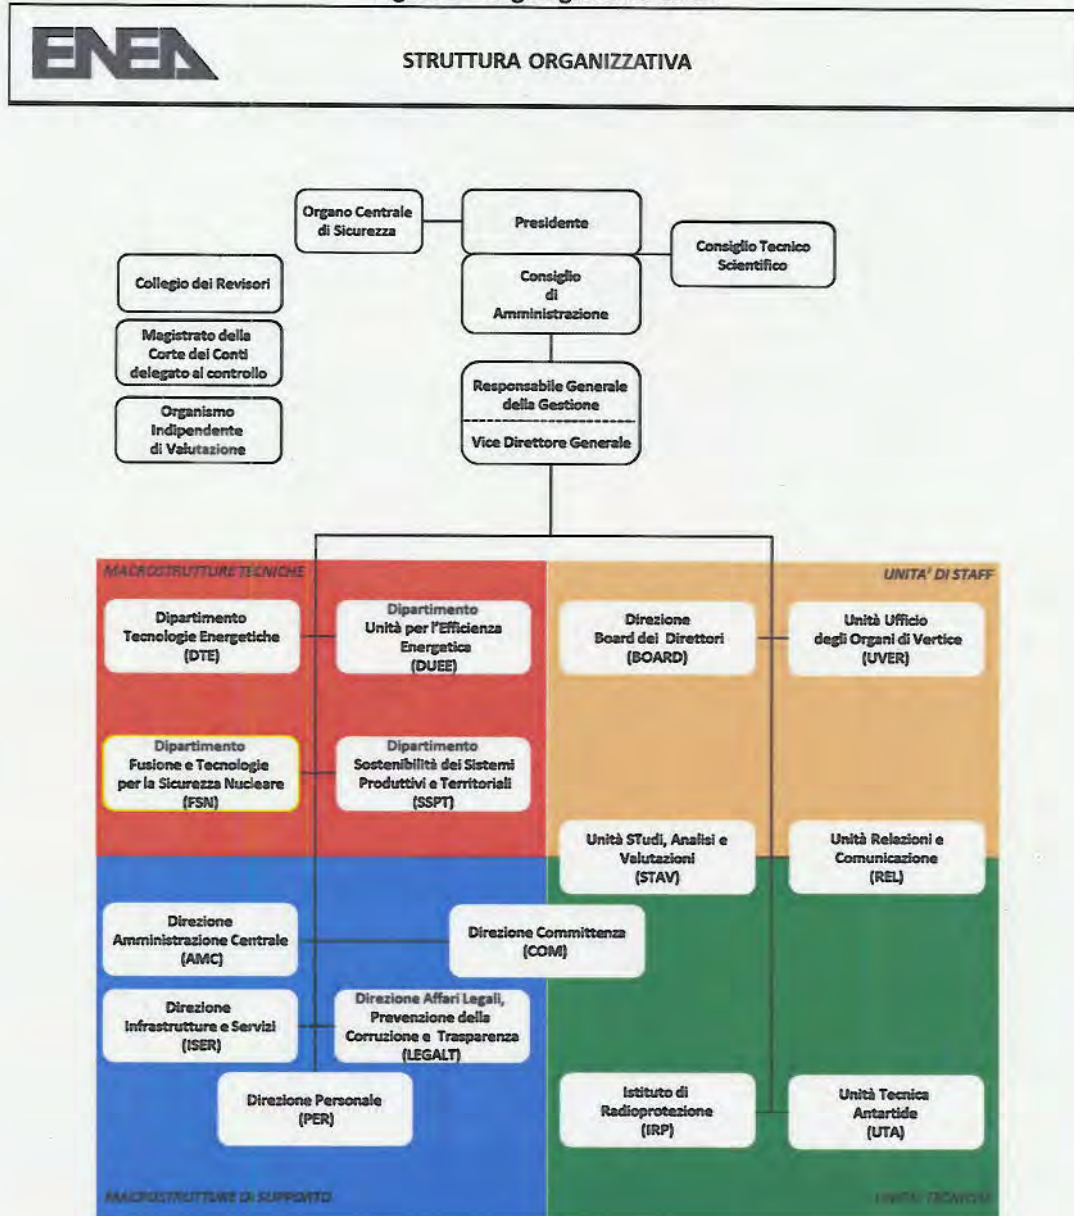 ENEA
STRUTTURA ORGANIZZATIVA
Organo Centrale
di Sicurezza
Presidente
Consiglio Tecnico
Scientifico
Collegio dei Revisori
Consiglio
di
Amministrazione
Magistrato della
Corte dei Conti
delegato al controllo
Responsabile Generale
della Gestione
Vice Direttore Generale
Organismo
Indipendente
di Valutazione
MACROSTRUTTURE TECNICHE
UNITA' DI STAFF
Dipartimento
Tecnologie Energetiche
(DTE)
Dipartimento
Unità per l'Efficienza
Energetica
(DUEE)
Direzione
Board dei Direttori
(BOARD)
Unità Ufficio
degli Organi di Vertice
(UVER)
Dipartimento
Fusione e Tecnologie
per la Sicurezza Nucleare
(FSN)
Dipartimento
Sostenibilità dei Sistemi
Produttivi e Territoriali
(SSPT)
Unità STudi, Analisi e
Valutazioni
(STAV)
Unità Relazioni e
Comunicazione
(REL)
Direzione
Amministrazione Centrale
(AMC)
Direzione Committenza
(COM)
Direzione
Infrastrutture e Servizi
(ISER)
Direzione Affari Legali,
Prevenzione della
Corruzione e Trasparenza
(LEGALT)
Direzione Personale
(PER)
Istituto di
Radioprotezione
(IRP)
Unità Tecnica
Antartide
(UTA)
MACROSTRUTTURE DI SUPPORTO
UNITA' TECNICHE